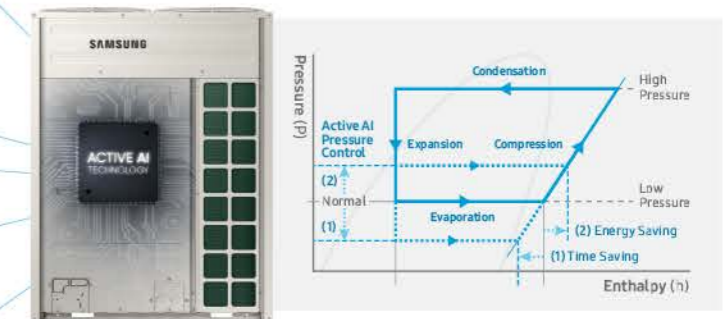 SAMSUNG
ACTIVE AI
TECHNOLOGY
Pressure (P)
Condensation
High
Pressure
Active AI
Pressure
Control
Expansion
Compression
(2)
Normal
Low
Pressure
Evaporation
(1)
(2) Energy Saving
(1) Time Saving
Enthalpy (h)